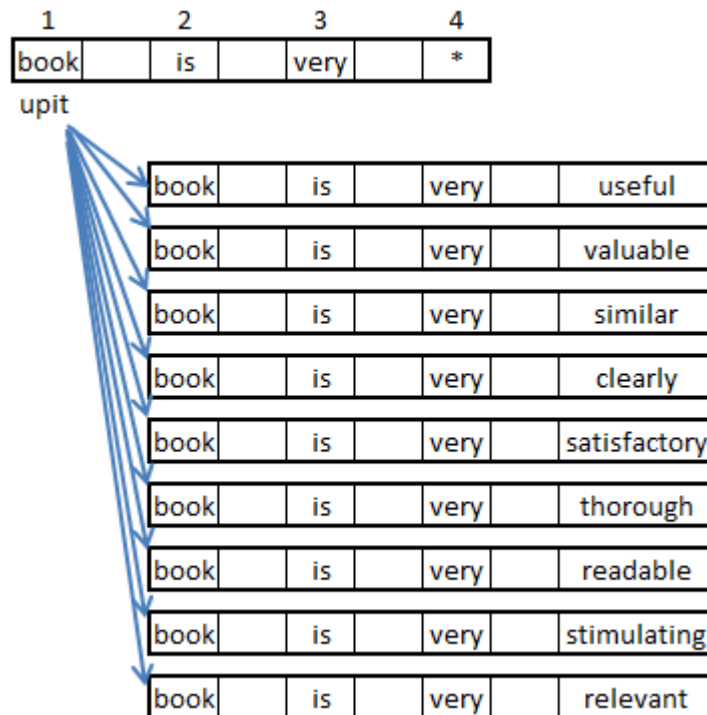 1 2 3 4
book is very *
upit
book is very useful
book is very valuable
book is very similar
book is very clearly
book is very satisfactory
book is very thorough
book is very readable
book is very stimulating
book is very relevant